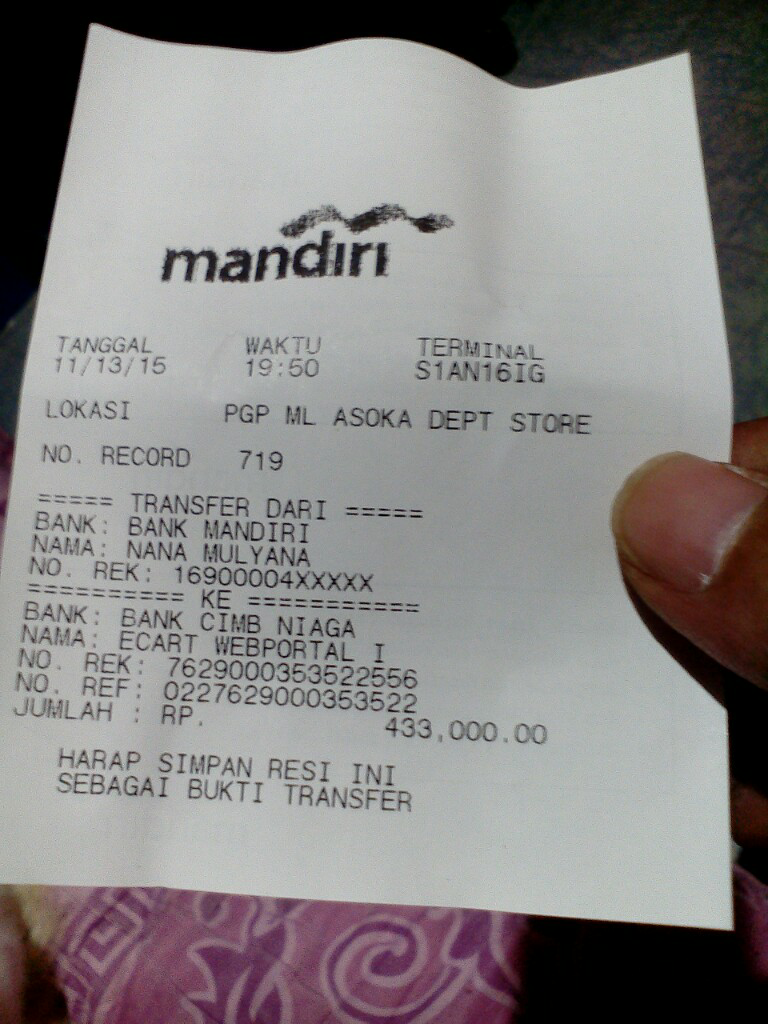 mandiri
TANGGAL WAKTU TERMINAL
11/13/15 19:50 S1AN16IG
LOKASI PGP ML ASOKA DEPT STORE
NO. RECORD 719
===== TRANSFER DARI =====
BANK: BANK MANDIRI
NAMA: NANA MULYANA
NO. REK: 16900004XXXXX
========== KE ===========
BANK: BANK CIMB NIAGA
NAMA: ECART WEBPORTAL I
NO. REK: 7629000353522556
NO. REF: 0227629000353522
JUMLAH : RP. 433,000.00
HARAP SIMPAN RESI INI
SEBAGAI BUKTI TRANSFER